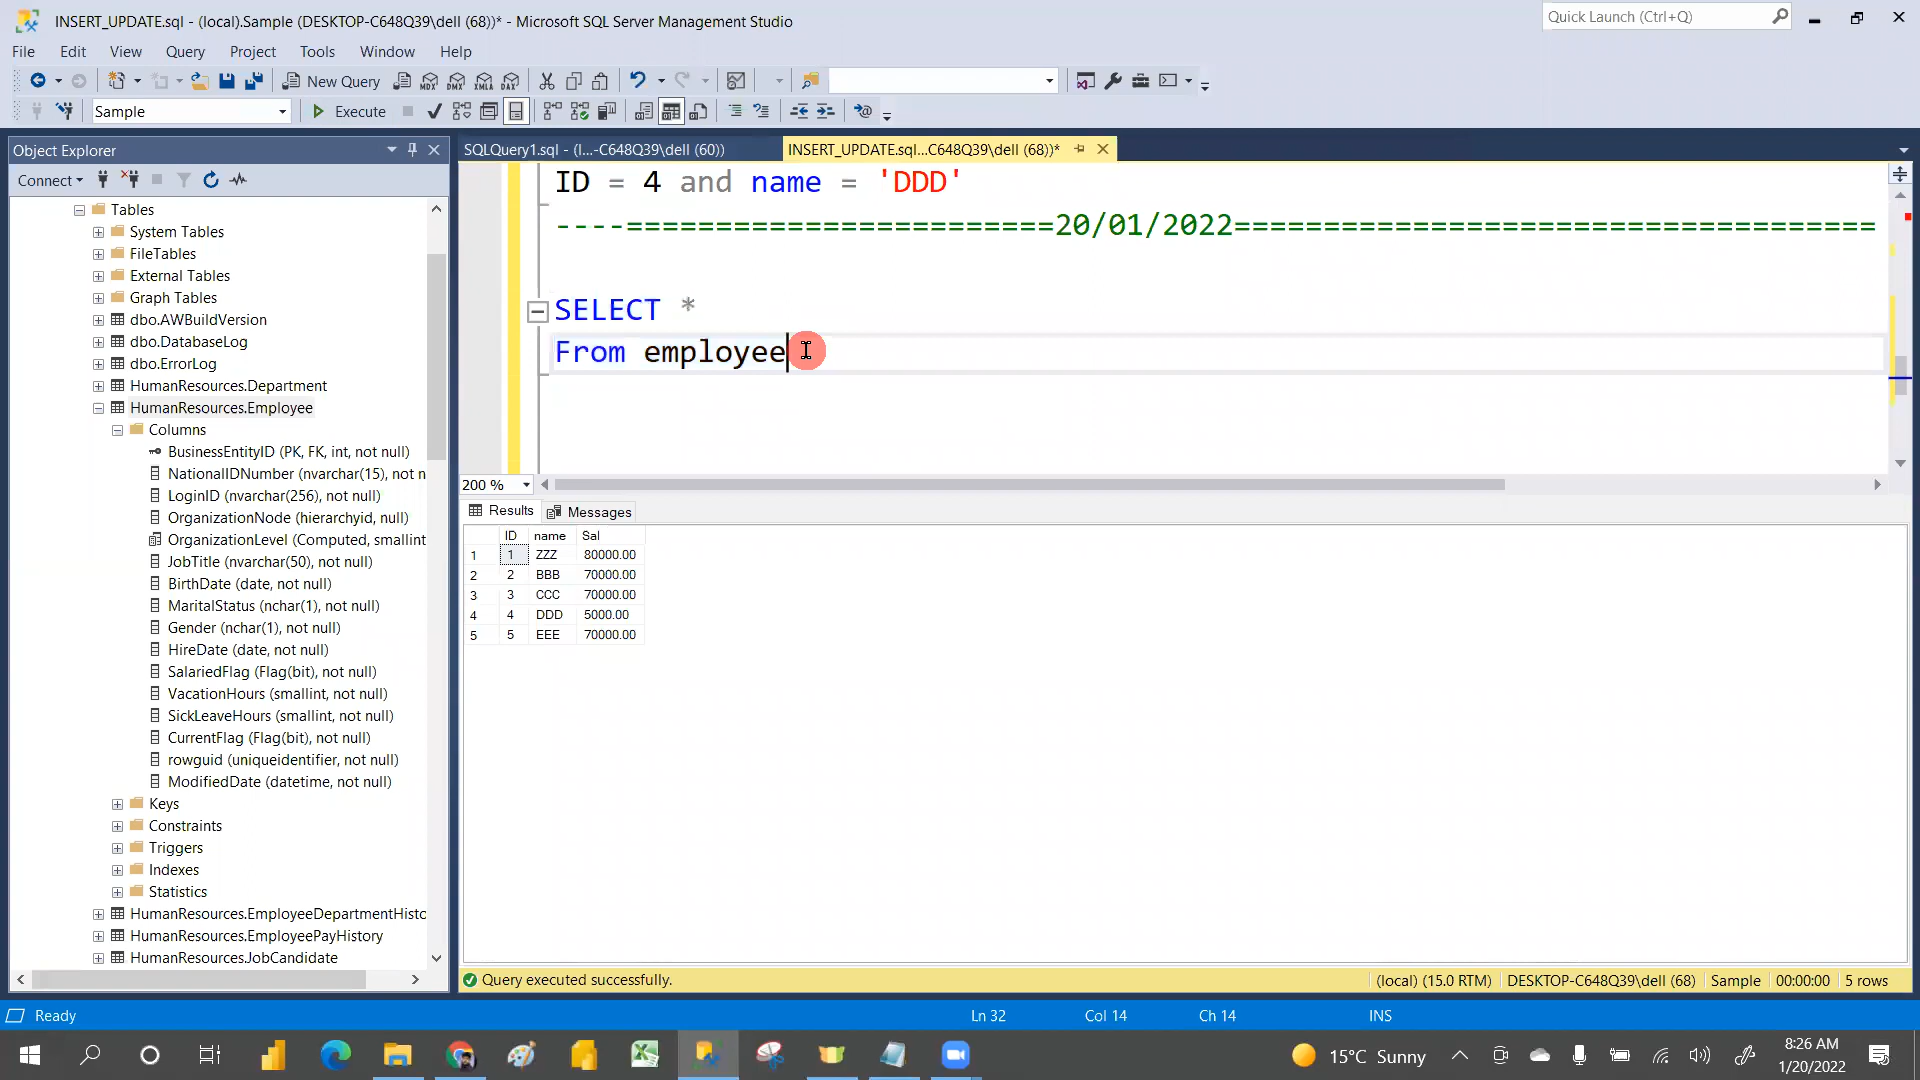 INSERT_UPDATE.sql - (local).Sample (DESKTOP-C648Q39\dell (68))* - Microsoft SQL Server Management Studio
Quick Launch (Ctrl+Q)
File Edit View Query Project Tools Window Help
New Query
MDX DMX XMLA DAX
Sample
Execute
Object Explorer
SQLQuery1.sql - (l...-C648Q39\dell (60))
INSERT_UPDATE.sql...C648Q39\dell (68))*
Connect
Tables
System Tables
FileTables
External Tables
Graph Tables
dbo.AWBuildVersion
dbo.DatabaseLog
dbo.ErrorLog
HumanResources.Department
HumanResources.Employee
Columns
BusinessEntityID (PK, FK, int, not null)
NationalIDNumber (nvarchar(15), not n
LoginID (nvarchar(256), not null)
OrganizationNode (hierarchyid, null)
OrganizationLevel (Computed, smallint
JobTitle (nvarchar(50), not null)
BirthDate (date, not null)
MaritalStatus (nchar(1), not null)
Gender (nchar(1), not null)
HireDate (date, not null)
SalariedFlag (Flag(bit), not null)
VacationHours (smallint, not null)
SickLeaveHours (smallint, not null)
CurrentFlag (Flag(bit), not null)
rowguid (uniqueidentifier, not null)
ModifiedDate (datetime, not null)
Keys
Constraints
Triggers
Indexes
Statistics
HumanResources.EmployeeDepartmentHisto
HumanResources.EmployeePayHistory
HumanResources.JobCandidate
ID = 4 and name = 'DDD'
----========================20/01/2022====================================
SELECT *
From employee
200 %
Results Messages
ID name Sal
1 1 ZZZ 80000.00
2 2 BBB 70000.00
3 3 CCC 70000.00
4 4 DDD 5000.00
5 5 EEE 70000.00
Query executed successfully.
(local) (15.0 RTM) DESKTOP-C648Q39\dell (68) Sample 00:00:00 5 rows
Ready
Ln 32 Col 14 Ch 14 INS
15°C Sunny
8:26 AM
1/20/2022